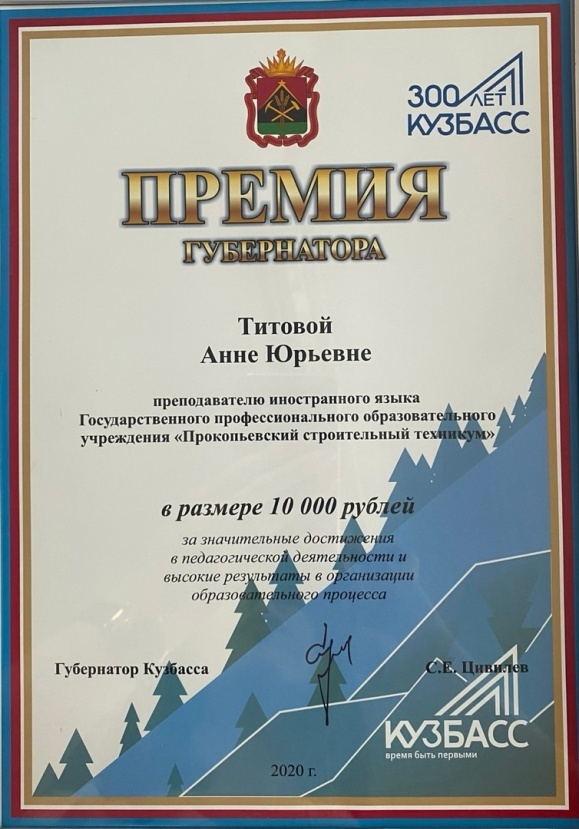 300 ЛЕТ
КУЗБАСС
ПРЕМИЯ
ГУБЕРНАТОРА
Титовой
Анне Юрьевне
преподавателю иностранного языка
Государственного профессионального образовательного
учреждения «Прокопьевский строительный техникум»
в размере 10 000 рублей
за значительные достижения
в педагогической деятельности и
высокие результаты в организации
образовательного процесса
Губернатор Кузбасса
С.Е. Цивилев
КУЗБАСС
время быть первыми
2020 г.